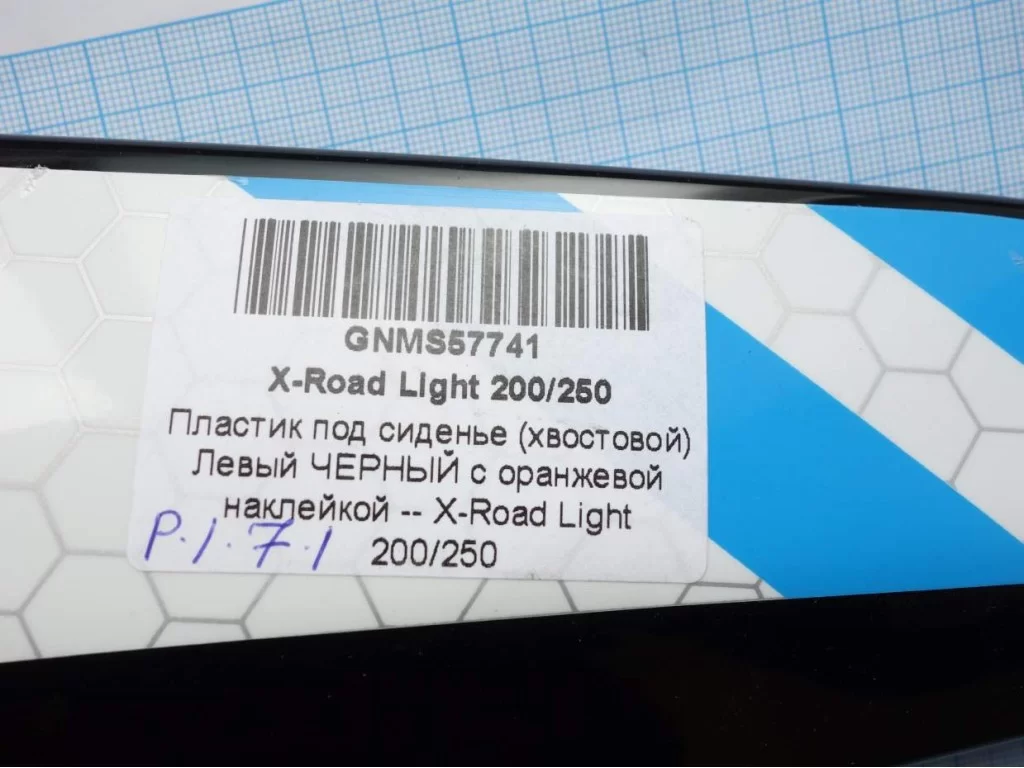 GNMS57741
X-Road Light 200/250
Пластик под сиденье (хвостовой)
Левый ЧЕРНЫЙ с оранжевой
наклейкой -- X-Road Light
200/250
P.1.7.1